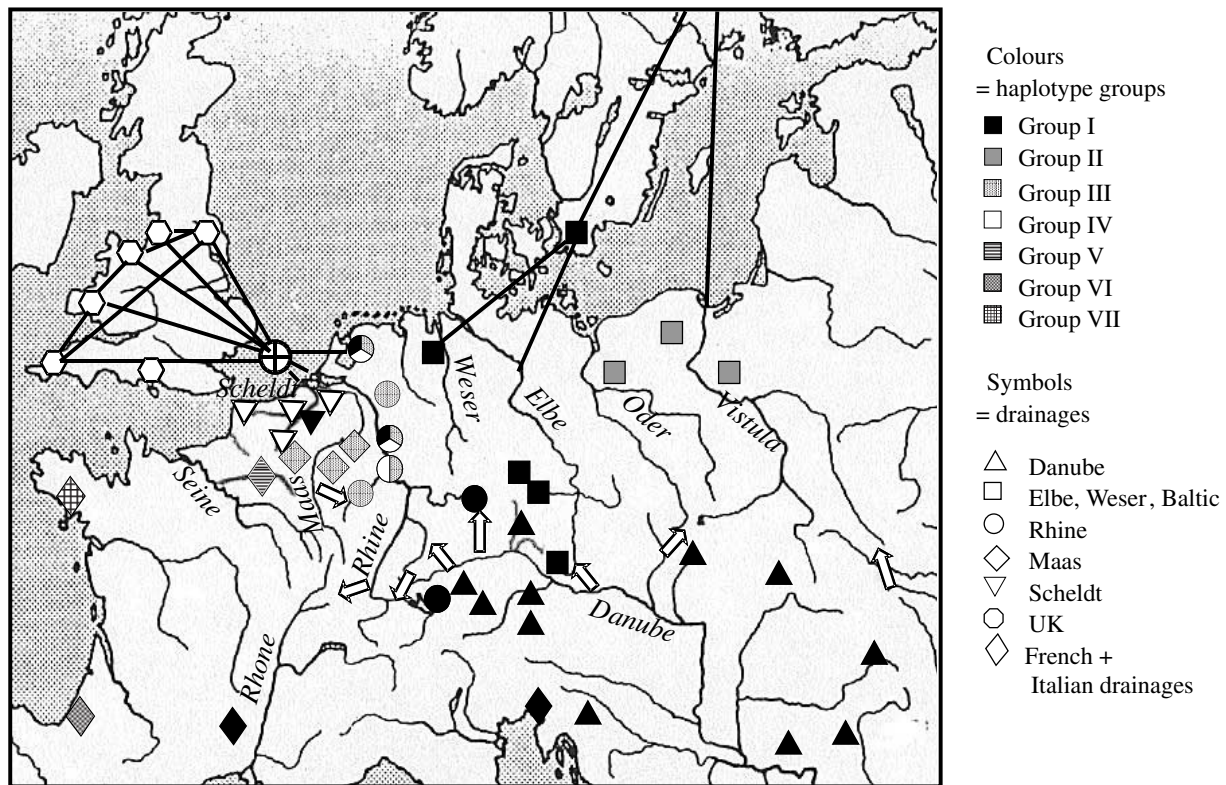 Scheldt
Weser
Elbe
Oder
Vistula
Seine
Maas
Rhine
Rhone
Danube
Colours
= haplotype groups
Group I
Group II
Group III
Group IV
Group V
Group VI
Group VII
Symbols
= drainages
Danube
Elbe, Weser, Baltic
Rhine
Maas
Scheldt
UK
French +
Italian drainages